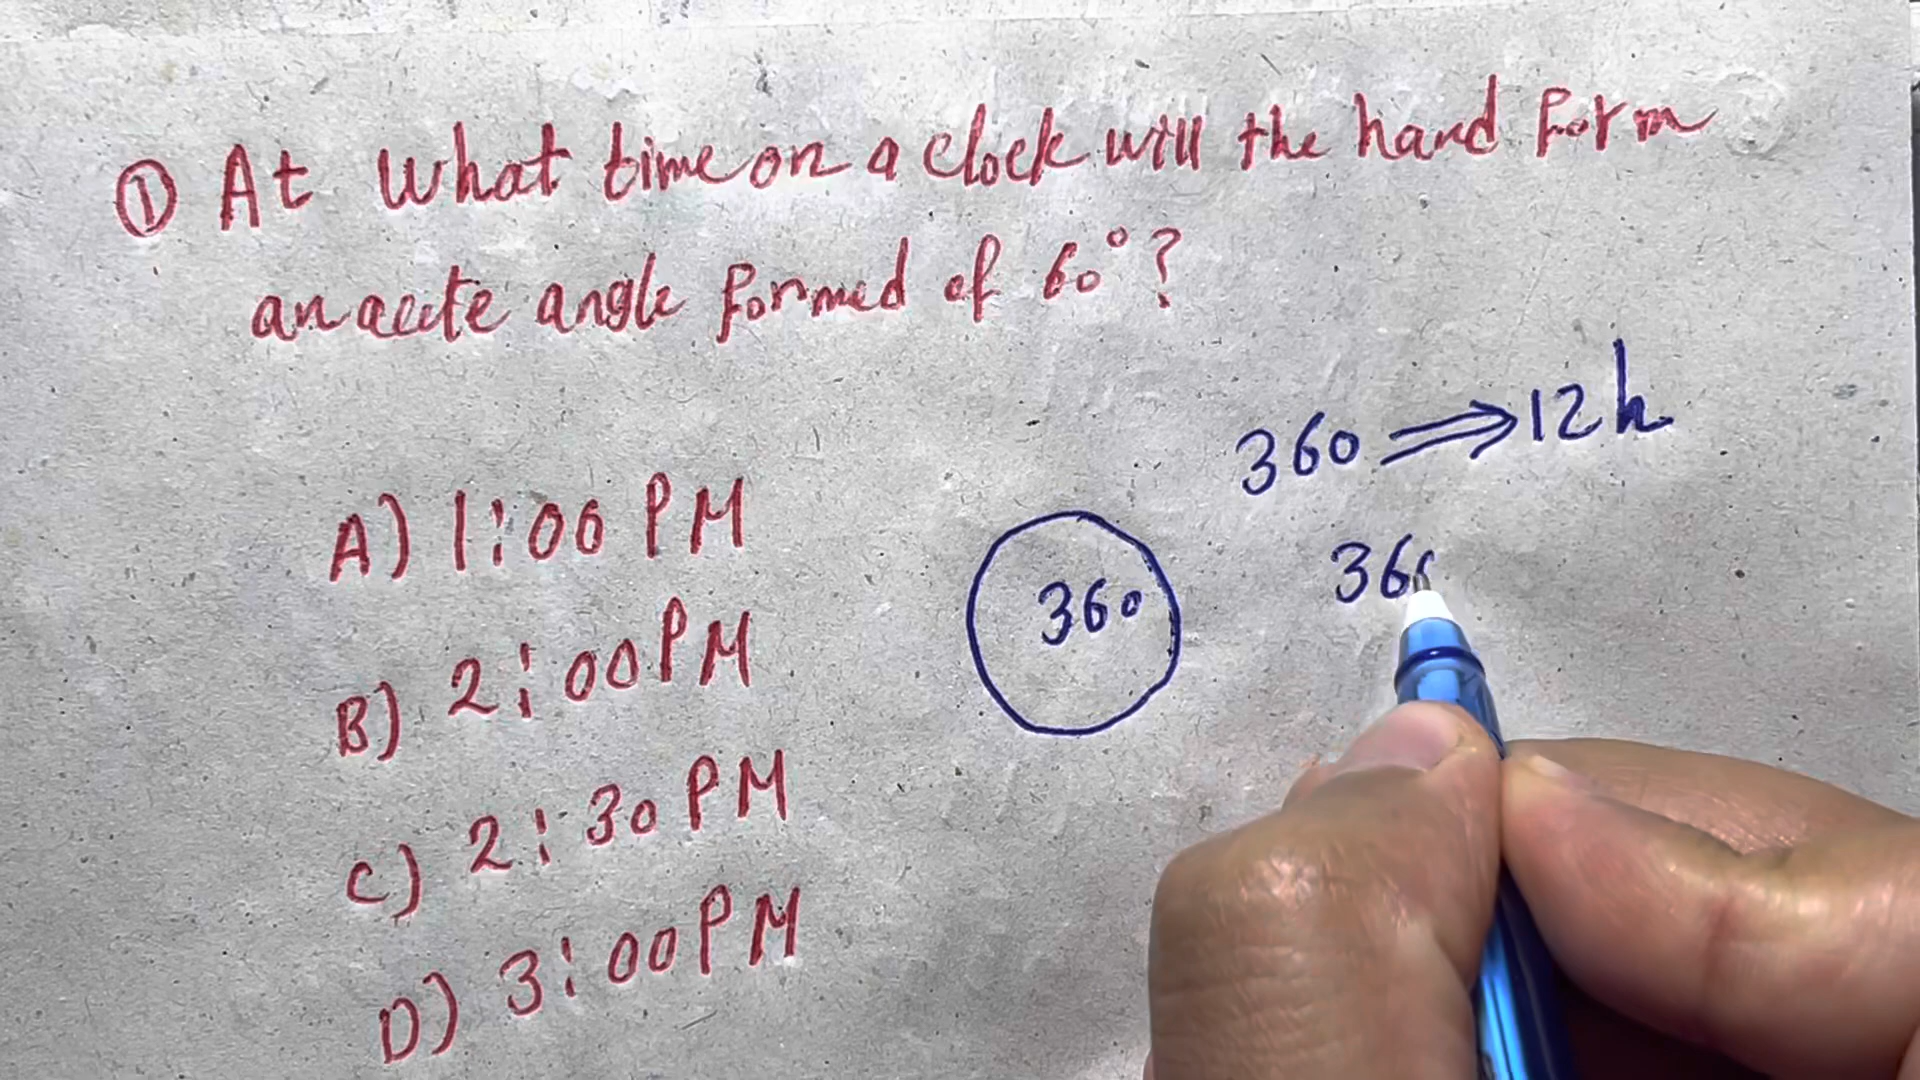 ① At what time on a clock will the hand form
an acute angle formed of 60°?
360 ⇒ 12h
A) 1:00 PM
360
36
B) 2:00 PM
C) 2:30 PM
D) 3:00 PM